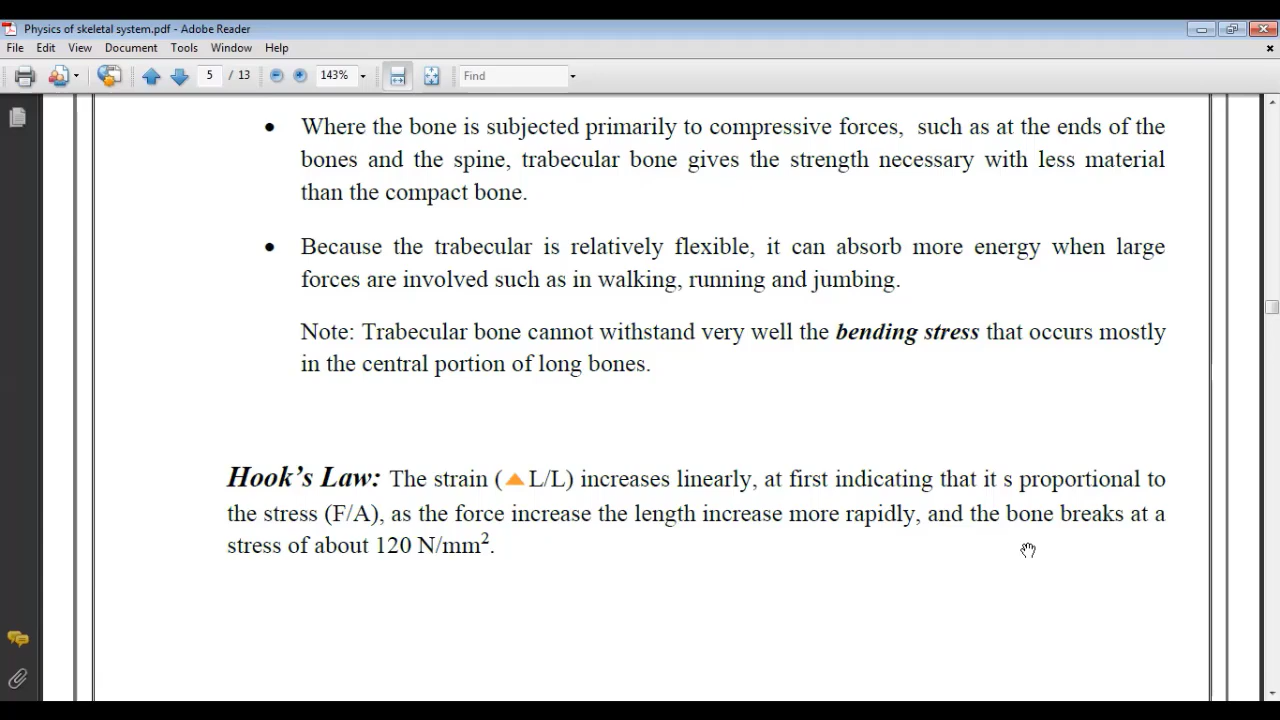 Physics of skeletal system.pdf - Adobe Reader
File Edit View Document Tools Window Help
5 / 13 143% Find
• Where the bone is subjected primarily to compressive forces, such as at the ends of the
bones and the spine, trabecular bone gives the strength necessary with less material
than the compact bone.
• Because the trabecular is relatively flexible, it can absorb more energy when large
forces are involved such as in walking, running and jumbing.
Note: Trabecular bone cannot withstand very well the bending stress that occurs mostly
in the central portion of long bones.
Hook’s Law: The strain (▲L/L) increases linearly, at first indicating that it s proportional to
the stress (F/A), as the force increase the length increase more rapidly, and the bone breaks at a
stress of about 120 N/mm².